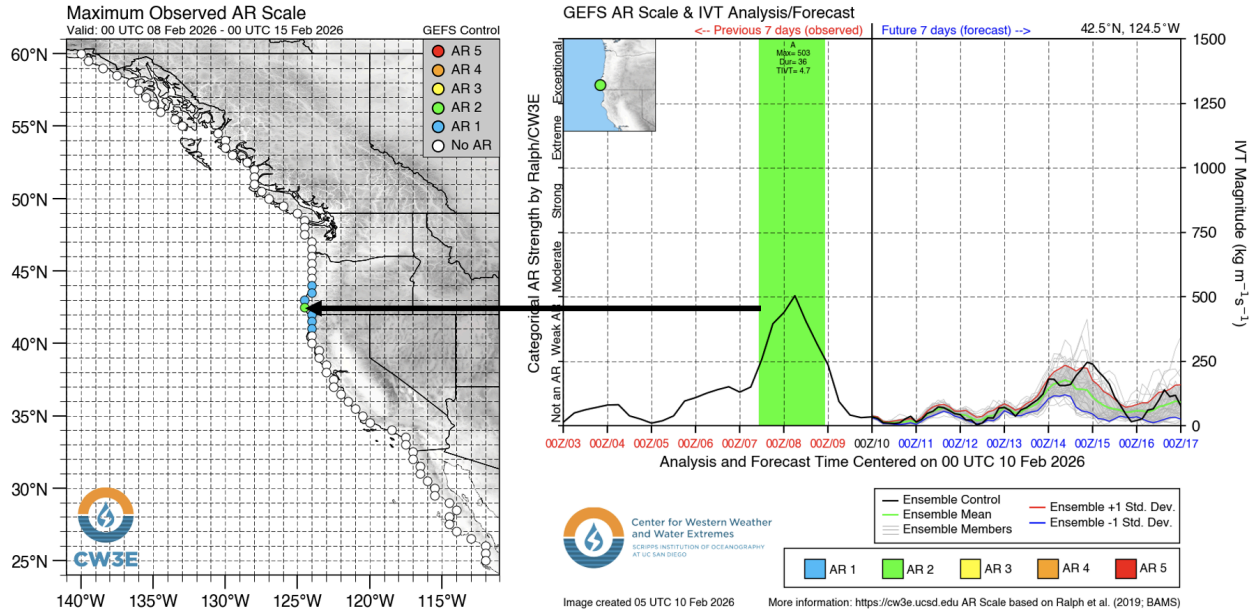 Maximum Observed AR Scale
Valid: 00 UTC 08 Feb 2026 - 00 UTC 15 Feb 2026
GEFS Control
AR 5
AR 4
AR 3
AR 2
AR 1
No AR
60°N
55°N
50°N
45°N
40°N
35°N
30°N
25°N
140°W
135°W
130°W
125°W
120°W
115°W
CW3E
GEFS AR Scale & IVT Analysis/Forecast
<-- Previous 7 days (observed)
Future 7 days (forecast) -->
42.5°N, 124.5°W
A
Max= 503
Dur= 36
TIVT= 4.7
Categorical AR Strength by Ralph/CW3E
Exceptional
Extreme
Strong
Moderate
Weak
Not an AR
1500
1250
1000
750
500
250
0
IVT Magnitude (kg m⁻¹s⁻¹)
00Z/03
00Z/04
00Z/05
00Z/06
00Z/07
00Z/08
00Z/09
00Z/10
00Z/11
00Z/12
00Z/13
00Z/14
00Z/15
00Z/16
00Z/17
Analysis and Forecast Time Centered on 00 UTC 10 Feb 2026
Center for Western Weather
and Water Extremes
SCRIPPS INSTITUTION OF OCEANOGRAPHY
AT UC SAN DIEGO
Ensemble Control
Ensemble Mean
Ensemble Members
Ensemble +1 Std. Dev.
Ensemble -1 Std. Dev.
AR 1
AR 2
AR 3
AR 4
AR 5
Image created 05 UTC 10 Feb 2026
More information: https://cw3e.ucsd.edu AR Scale based on Ralph et al. (2019; BAMS)